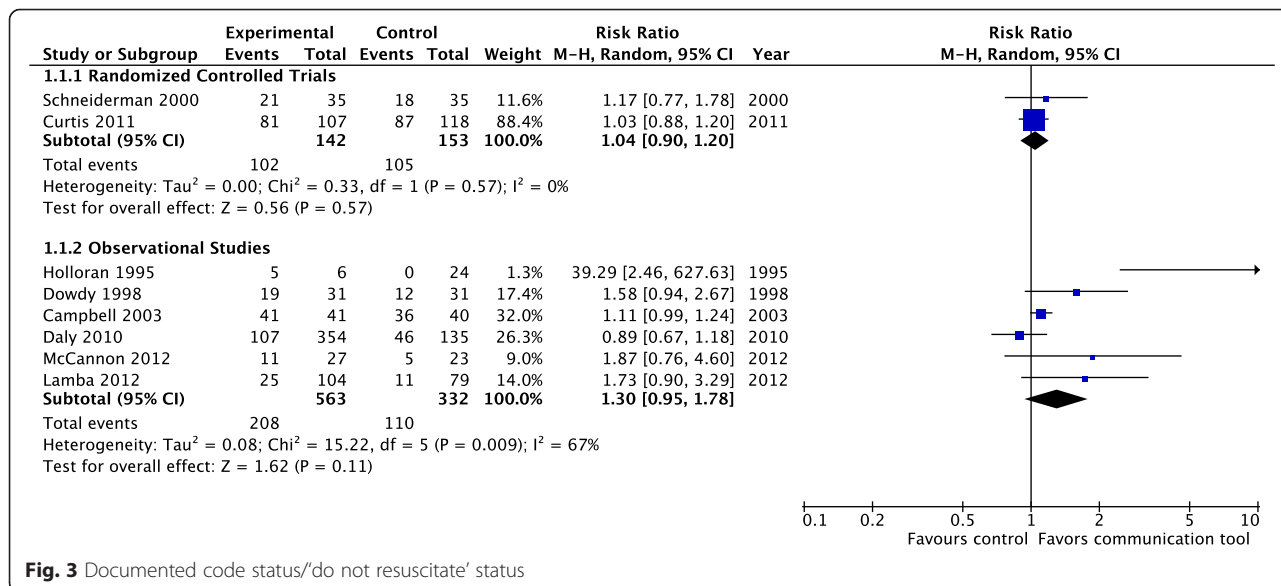 Experimental Control Risk Ratio Risk Ratio
Study or Subgroup Events Total Events Total Weight M-H, Random, 95% CI Year M-H, Random, 95% CI
1.1.1 Randomized Controlled Trials
Schneiderman 2000 21 35 18 35 11.6% 1.17 [0.77, 1.78] 2000
Curtis 2011 81 107 87 118 88.4% 1.03 [0.88, 1.20] 2011
Subtotal (95% CI) 142 153 100.0% 1.04 [0.90, 1.20]
Total events 102 105
Heterogeneity: Tau² = 0.00; Chi² = 0.33, df = 1 (P = 0.57); I² = 0%
Test for overall effect: Z = 0.56 (P = 0.57)
1.1.2 Observational Studies
Holloran 1995 5 6 0 24 1.3% 39.29 [2.46, 627.63] 1995
Dowdy 1998 19 31 12 31 17.4% 1.58 [0.94, 2.67] 1998
Campbell 2003 41 41 36 40 32.0% 1.11 [0.99, 1.24] 2003
Daly 2010 107 354 46 135 26.3% 0.89 [0.67, 1.18] 2010
McCannon 2012 11 27 5 23 9.0% 1.87 [0.76, 4.60] 2012
Lamba 2012 25 104 11 79 14.0% 1.73 [0.90, 3.29] 2012
Subtotal (95% CI) 563 332 100.0% 1.30 [0.95, 1.78]
Total events 208 110
Heterogeneity: Tau² = 0.08; Chi² = 15.22, df = 5 (P = 0.009); I² = 67%
Test for overall effect: Z = 1.62 (P = 0.11)
0.1 0.2 0.5 1 2 5 10
Favours control Favors communication tool
Fig. 3 Documented code status/'do not resuscitate' status